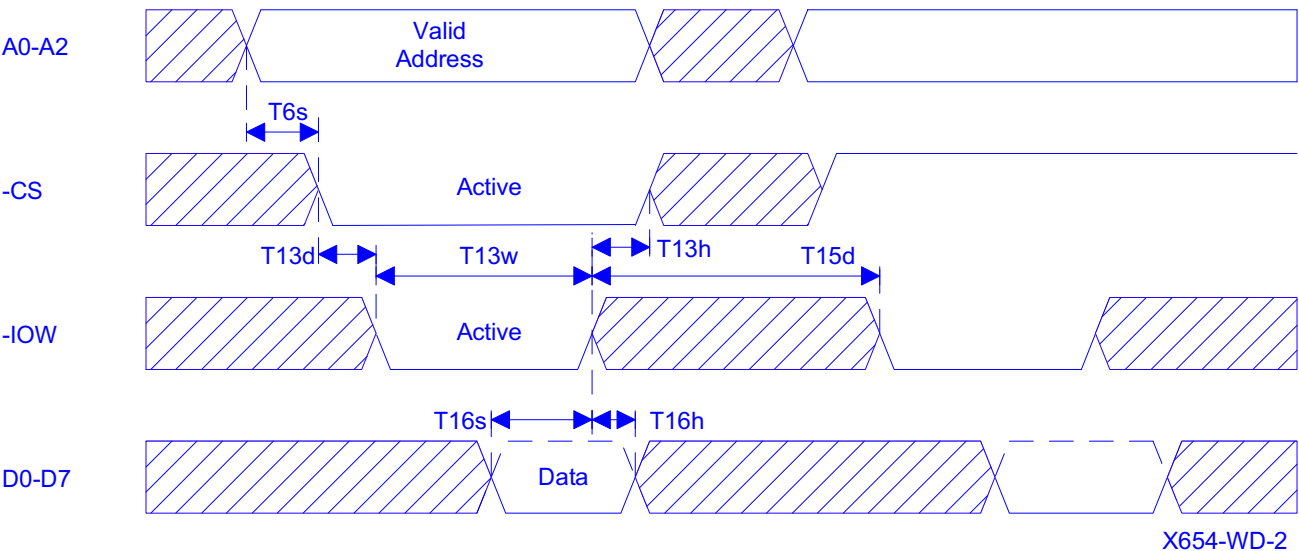 A0-A2
Valid
Address
T6s
-CS
Active
T13d
T13w
T13h
T15d
-IOW
Active
T16s
T16h
D0-D7
Data
X654-WD-2